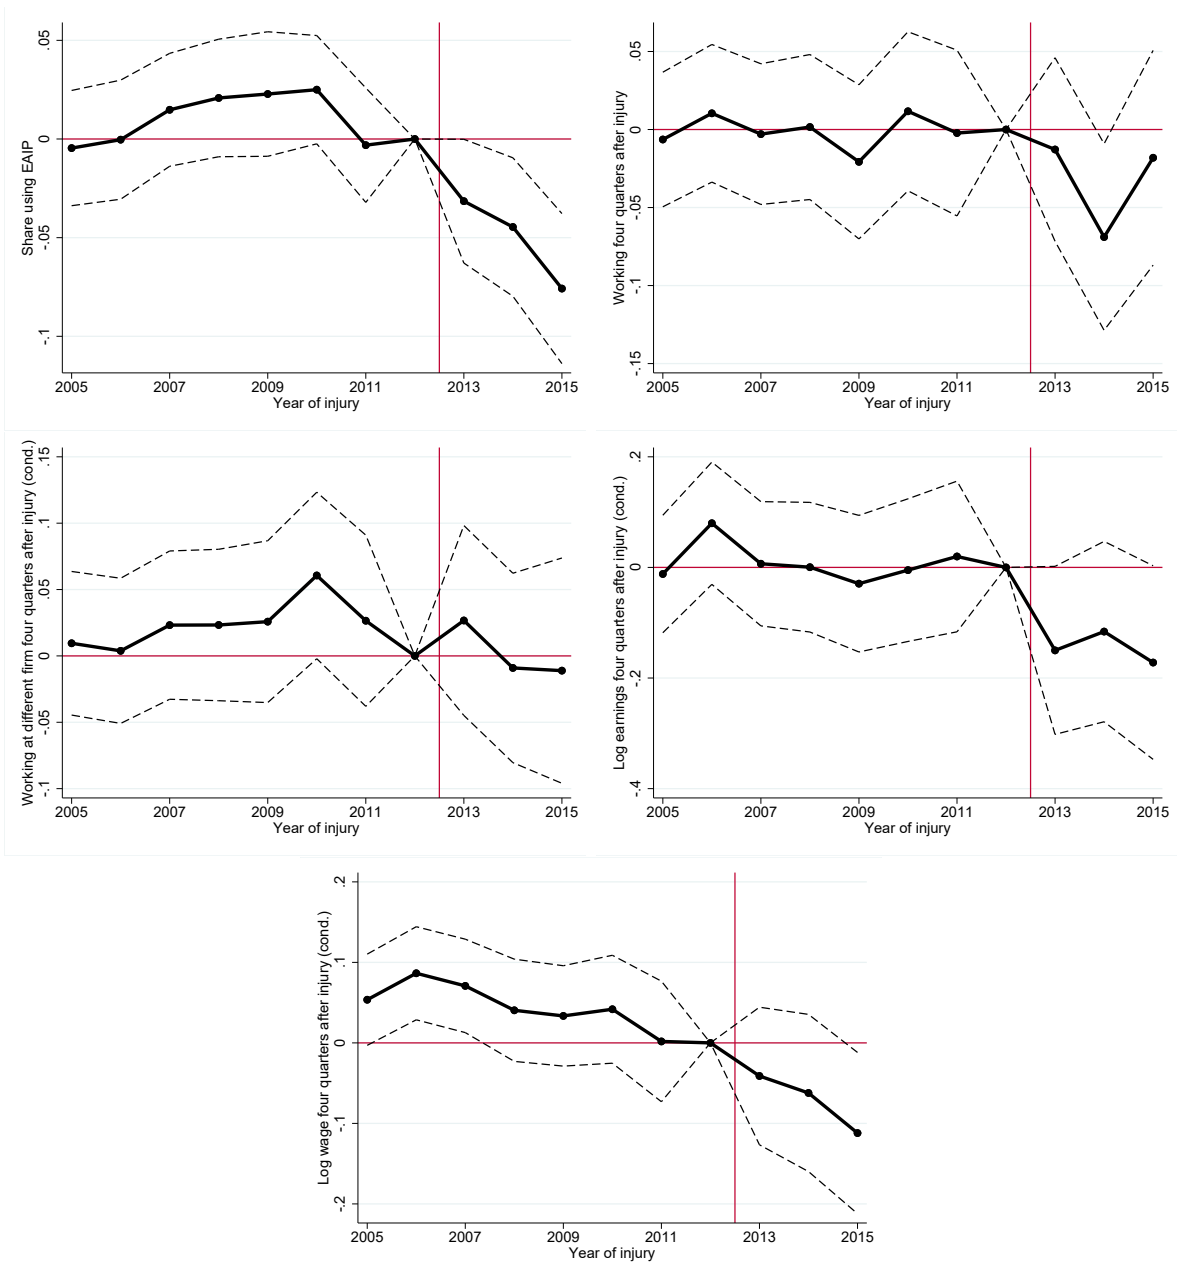 Share using EAIP
.05
0
-.05
-.1
2005 2007 2009 2011 2013 2015
Year of injury
Working four quarters after injury
.05
0
-.05
-.1
-.15
2005 2007 2009 2011 2013 2015
Year of injury
Working at different firm four quarters after injury (cond.)
.15
.1
.05
0
-.05
-.1
2005 2007 2009 2011 2013 2015
Year of injury
Log earnings four quarters after injury (cond.)
.2
0
-.2
-.4
2005 2007 2009 2011 2013 2015
Year of injury
Log wage four quarters after injury (cond.)
.2
.1
0
-.1
-.2
2005 2007 2009 2011 2013 2015
Year of injury